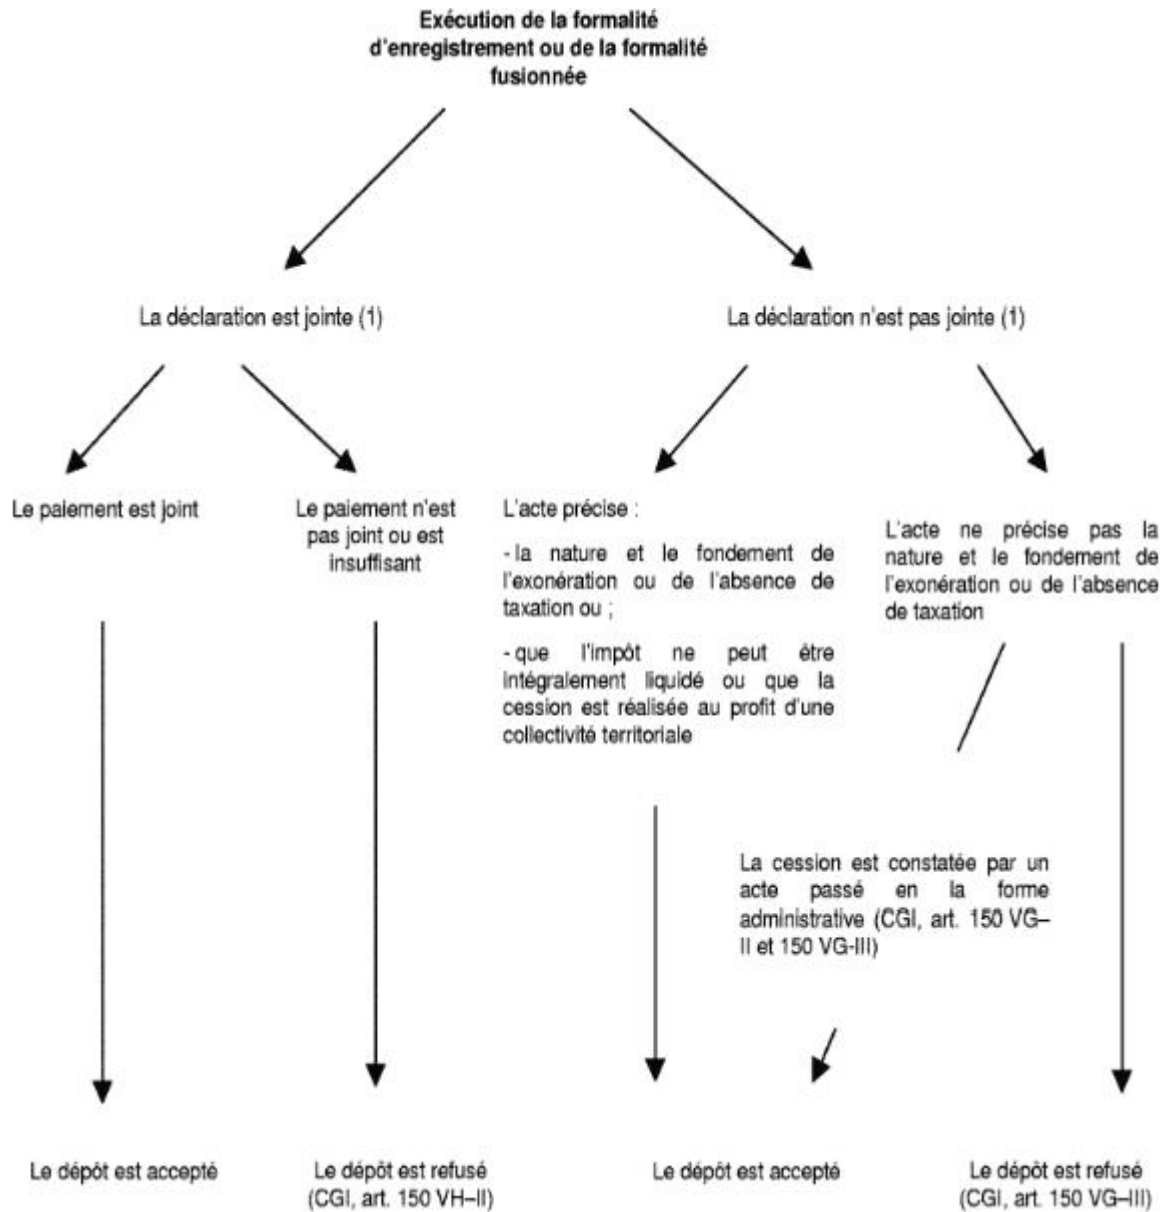 Exécution de la formalité
d'enregistrement ou de la formalité
fusionnée
La déclaration est jointe (1)
La déclaration n'est pas jointe (1)
Le paiement est joint
Le paiement n'est
pas joint ou est
insuffisant
L'acte précise :
- la nature et le fondement de
l'exonération ou de l'absence de
taxation ou ;
- que l'impôt ne peut être
intégralement liquidé ou que la
cession est réalisée au profit d'une
collectivité territoriale
L'acte ne précise pas la
nature et le fondement de
l'exonération ou de l'absence
de taxation
La cession est constatée par un
acte passé en la forme
administrative (CGI, art. 150 VG–
II et 150 VG-III)
Le dépôt est accepté
Le dépôt est refusé
(CGI, art. 150 VH–II)
Le dépôt est accepté
Le dépôt est refusé
(CGI, art. 150 VG–III)